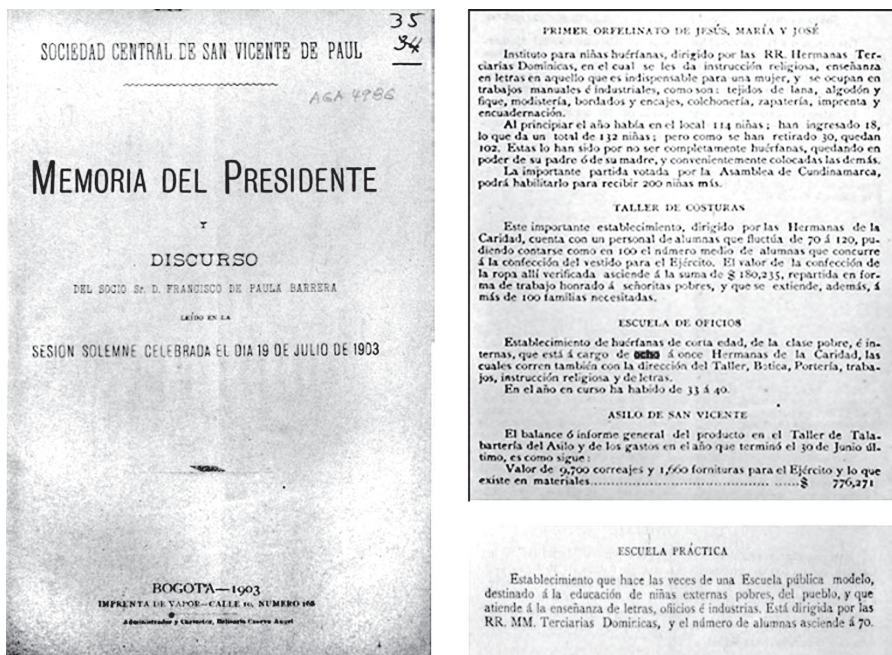 35
34
SOCIEDAD CENTRAL DE SAN VICENTE DE PAUL
AGA 4986
MEMORIA DEL PRESIDENTE
Y
DISCURSO
DEL SOCIO Sr. D. FRANCISCO DE PAULA BARRERA
LEÍDO EN LA
SESION SOLEMNE CELEBRADA EL DIA 19 DE JULIO DE 1903
BOGOTA—1903
IMPRENTA DE VAPOR—CALLE 10, NUMERO 168
Administrador y Corrector, Belisario Cuervo Angel
PRIMER ORFELINATO DE JESÚS, MARÍA Y JOSÉ
Instituto para niñas huérfanas, dirigido por las RR. Hermanas Ter-
ciarias Dominicas, en el cual se les da instrucción religiosa, enseñanza
en letras en aquello que es indispensable para una mujer, y se ocupan en
trabajos manuales é industriales, como son: tejidos de lana, algodón y
fique, modistería, bordados y encajes, colchonería, zapatería, imprenta y
encuadernación.
Al principiar el año había en el local 114 niñas; han ingresado 18,
lo que da un total de 132 niñas; pero como se han retirado 30, quedan
102. Estas lo han sido por no ser completamente huérfanas, quedando en
poder de su padre ó de su madre, y convenientemente colocadas las demás.
La importante partida votada por la Asamblea de Cundinamarca,
podrá habilitarlo para recibir 200 niñas más.
TALLER DE COSTURAS
Este importante establecimiento, dirigido por las Hermanas de la
Caridad, cuenta con un personal de alumnas que fluctúa de 70 á 120, pu-
diendo contarse como en 100 el número medio de alumnas que concurre
á la confección del vestido para el Ejército. El valor de la confección de
la ropa allí verificada asciende á la suma de $ 180,235, repartida en for-
ma de trabajo honrado á señoritas pobres, y que se extiende, además, á
más de 100 familias necesitadas.
ESCUELA DE OFICIOS
Establecimiento de huérfanas de corta edad, de la clase pobre, é in-
ternas, que está á cargo de ocho á once Hermanas de la Caridad, las
cuales corren también con la dirección del Taller, Botica, Portería, traba-
jos, instrucción religiosa y de letras.
En el año en curso ha habido de 33 á 40.
ASILO DE SAN VICENTE
El balance ó informe general del producto en el Taller de Tala-
bartería del Asilo y de los gastos en el año que terminó el 30 de Junio úl-
timo, es como sigue:
Valor de 9,700 correajes y 1,660 fornituras para el Ejército y lo que
existe en materiales.............................................. $ 776,271
ESCUELA PRÁCTICA
Establecimiento que hace las veces de una Escuela pública modelo,
destinado á la educación de niñas externas pobres, del pueblo, y que
atiende á la enseñanza de letras, oficios é industrias. Está dirigida por las
RR. MM. Terciarias Dominicas, y el número de alumnas asciende á 70.